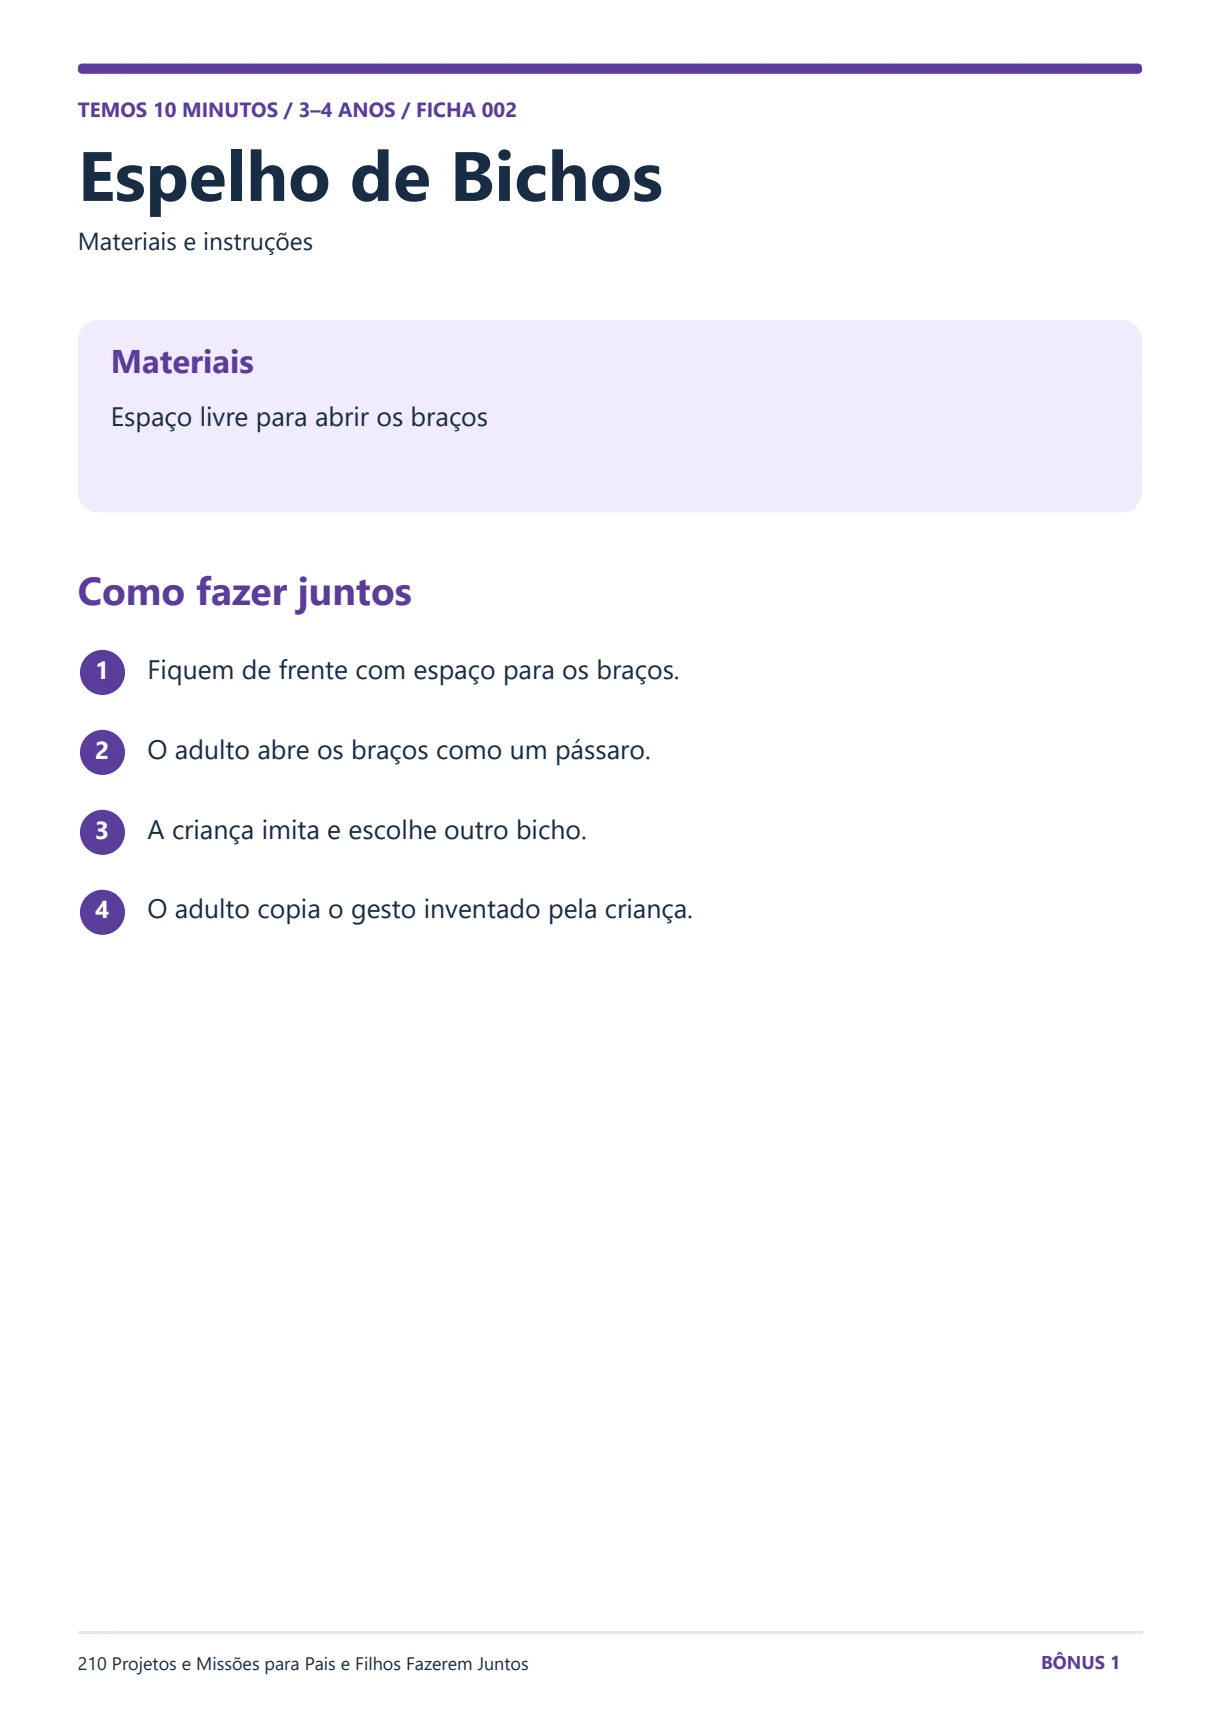 TEMOS 10 MINUTOS / 3–4 ANOS / FICHA 002
Espelho de Bichos
Materiais e instruções
Materiais
Espaço livre para abrir os braços
Como fazer juntos
1 Fiquem de frente com espaço para os braços.
2 O adulto abre os braços como um pássaro.
3 A criança imita e escolhe outro bicho.
4 O adulto copia o gesto inventado pela criança.
210 Projetos e Missões para Pais e Filhos Fazerem Juntos
BÔNUS 1